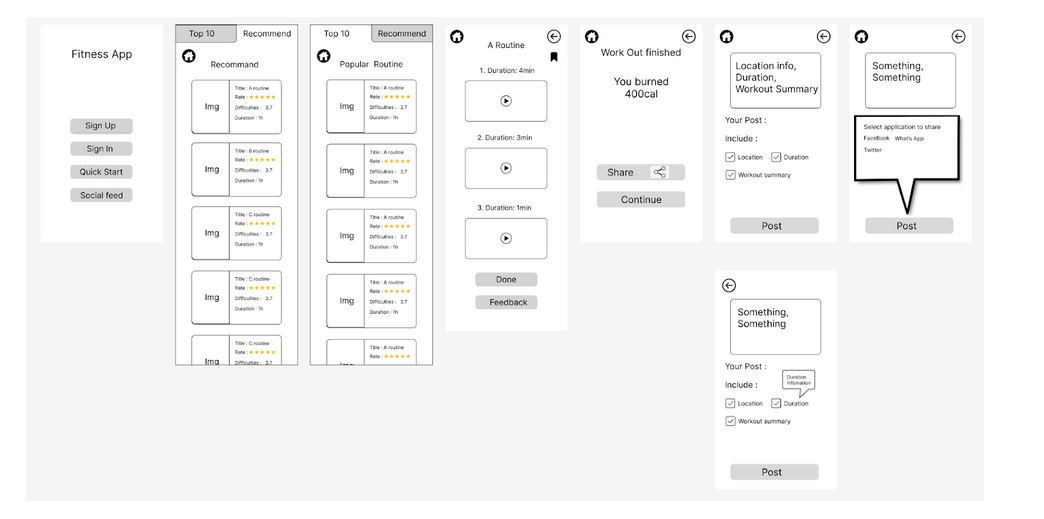 Fitness App
Sign Up
Sign In
Quick Start
Social feed
Top 10
Recommend
Recommand
Img
Title : A routine
Rate :
Difficulties : 3.7
Duration : 1h
Img
Title : B routine
Rate :
Difficulties : 3.7
Duration : 1h
Img
Title : C routine
Rate :
Difficulties : 3.7
Duration : 1h
Img
Title : C routine
Rate :
Difficulties : 3.7
Duration : 1h
Img
Title : C routine
Rate :
Difficulties : 3.7
Top 10
Recommend
Popular Routine
Img
Title : A routine
Rate :
Difficulties : 3.7
Duration : 1h
Img
Title : A routine
Rate :
Difficulties : 3.7
Duration : 1h
Img
Title : A routine
Rate :
Difficulties : 3.7
Duration : 1h
Img
Title : A routine
Rate :
Difficulties : 3.7
Duration : 1h
Img
Title : A routine
Rate :
A Routine
1. Duration: 4min
2. Duration: 3min
3. Duration: 1min
Done
Feedback
Work Out finished
You burned
400cal
Share
Continue
Location info,
Duration,
Workout Summary
Your Post :
Include :
Location
Duration
Workout summary
Post
Something,
Something
Select application to share
FaceBook What's App
Twitter
Post
Something,
Something
Your Post :
Include :
Duration
infomation
Location
Duration
Workout summary
Post